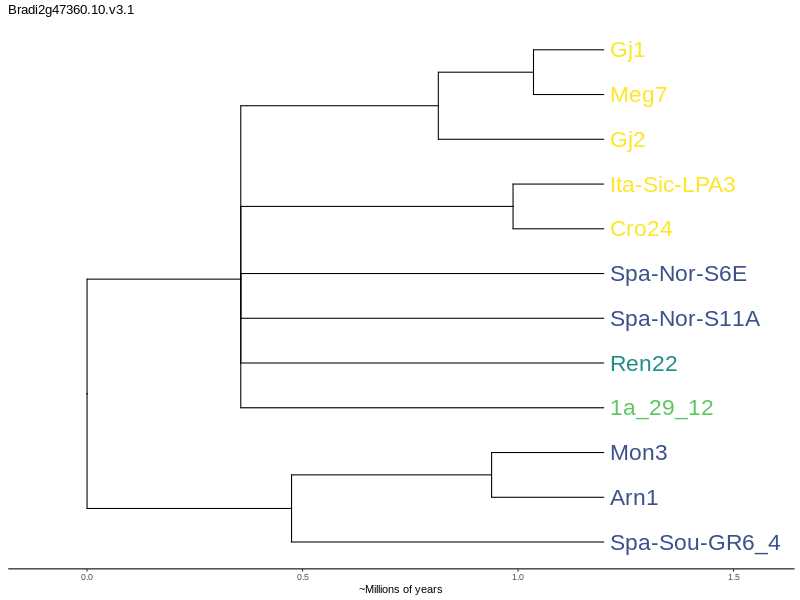 Bradi2g47360.10.v3.1
Gj1
Meg7
Gj2
Ita-Sic-LPA3
Cro24
Spa-Nor-S6E
Spa-Nor-S11A
Ren22
1a_29_12
Mon3
Arn1
Spa-Sou-GR6_4
0.0 0.5 1.0 1.5
~Millions of years